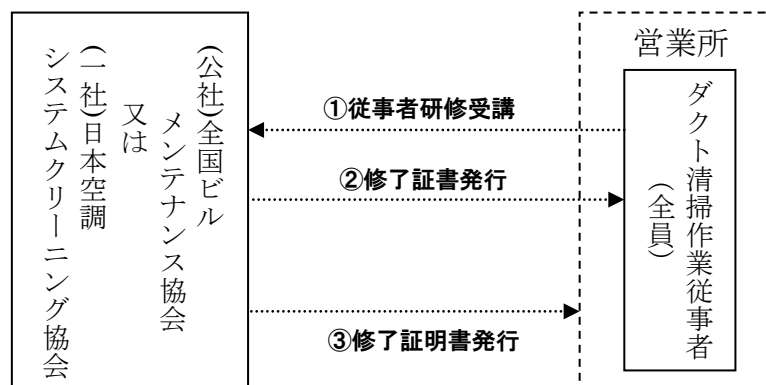 (公社)全国ビル
メンテナンス協会
又は
(一社)日本空調
システムクリーニング協会
①従事者研修受講
②修了証書発行
③修了証明書発行
営業所
ダクト清掃作業従事者
(全員)